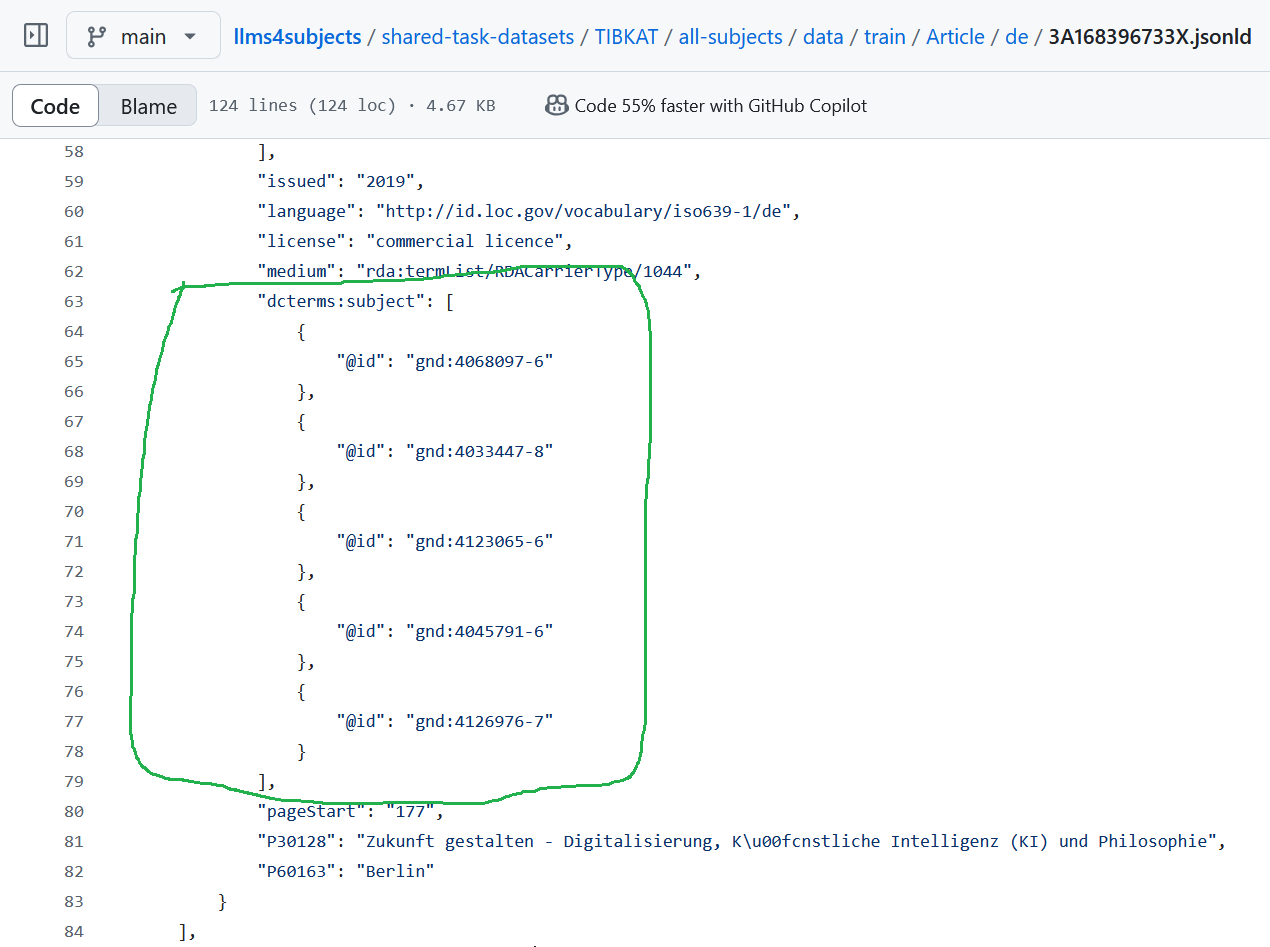 main llms4subjects / shared-task-datasets / TIBKAT / all-subjects / data / train / Article / de / 3A168396733X.jsonld
Code Blame 124 lines (124 loc) · 4.67 KB Code 55% faster with GitHub Copilot
58 ],
59 "issued": "2019",
60 "language": "http://id.loc.gov/vocabulary/iso639-1/de",
61 "license": "commercial licence",
62 "medium": "rda:termList/RDACarrierType/1044",
63 "dcterms:subject": [
64 {
65 "@id": "gnd:4068097-6"
66 },
67 {
68 "@id": "gnd:4033447-8"
69 },
70 {
71 "@id": "gnd:4123065-6"
72 },
73 {
74 "@id": "gnd:4045791-6"
75 },
76 {
77 "@id": "gnd:4126976-7"
78 }
79 ],
80 "pageStart": "177",
81 "P30128": "Zukunft gestalten - Digitalisierung, K\u00fcnstliche Intelligenz (KI) und Philosophie",
82 "P60163": "Berlin"
83 }
84 ],